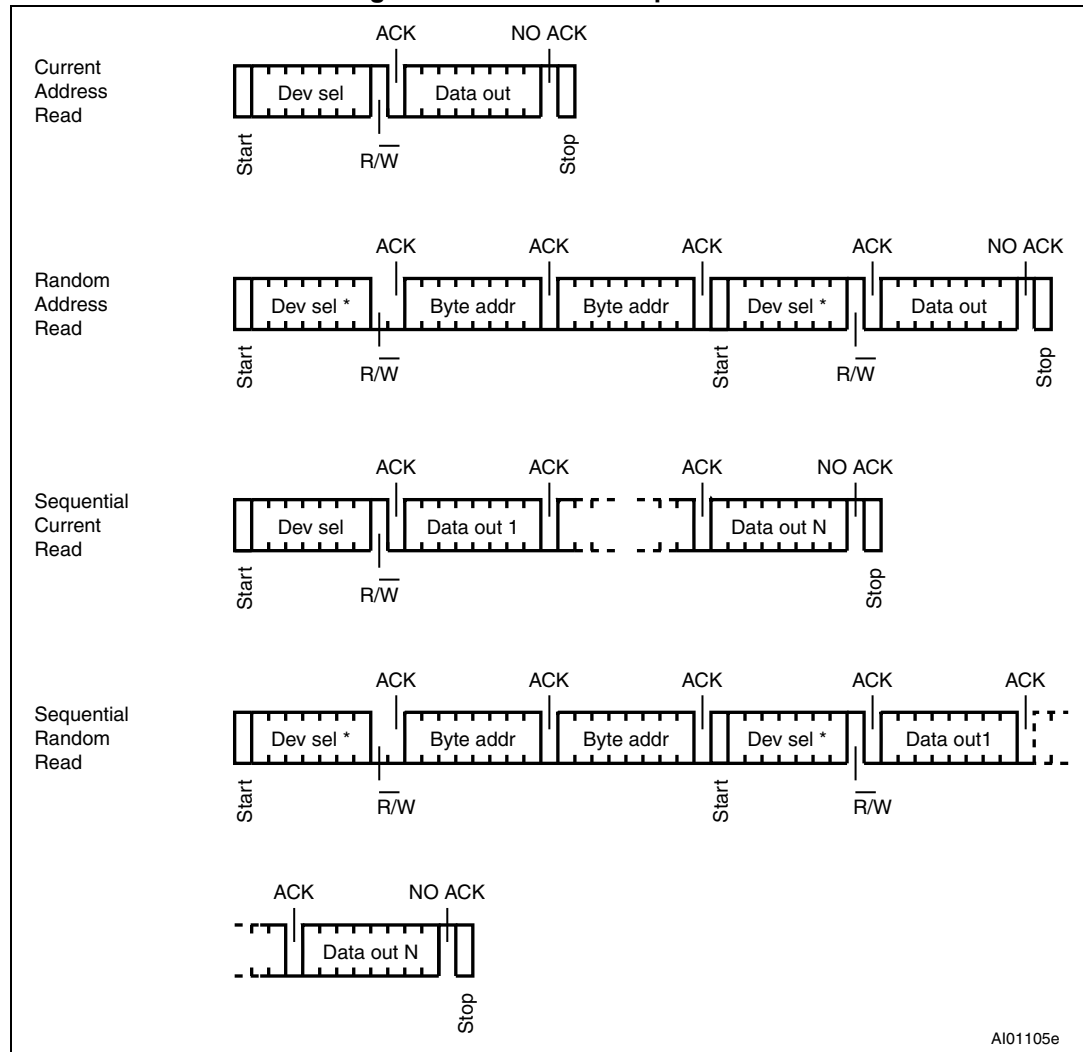 ACK NO ACK
Current
Address
Read
Dev sel Data out
Start R/W̅ Stop
ACK ACK ACK ACK NO ACK
Random
Address
Read
Dev sel * Byte addr Byte addr Dev sel * Data out
Start R/W̅ Start R/W̅ Stop
ACK ACK ACK NO ACK
Sequential
Current
Read
Dev sel Data out 1 Data out N
Start R/W̅ Stop
ACK ACK ACK ACK ACK
Sequential
Random
Read
Dev sel * Byte addr Byte addr Dev sel * Data out1
Start R̅/W Start R̅/W
ACK NO ACK
Data out N
Stop
AI01105e